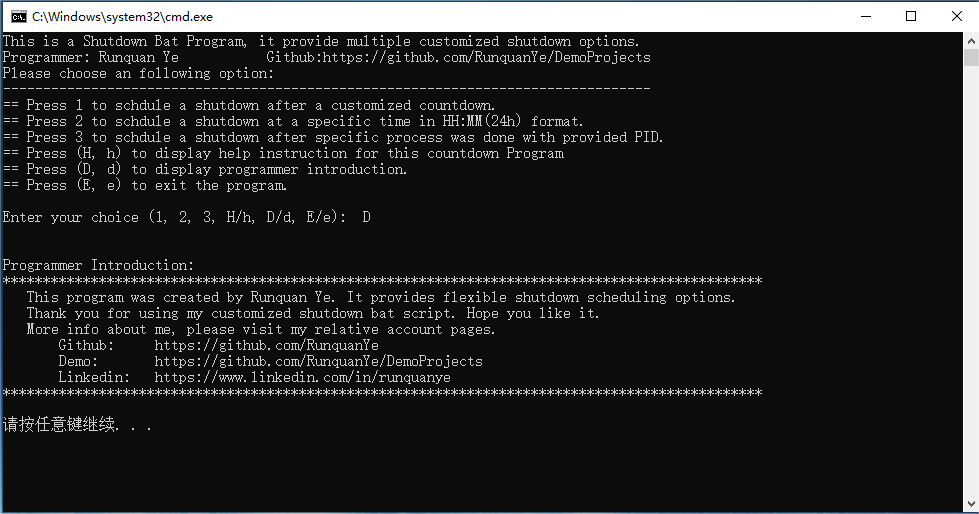 C:\Windows\system32\cmd.exe
This is a Shutdown Bat Program, it provide multiple customized shutdown options.
Programmer: Runquan Ye           Github:https://github.com/RunquanYe/DemoProjects
Please choose an following option:
---------------------------------------------------------------------------------
== Press 1 to schdule a shutdown after a customized countdown.
== Press 2 to schdule a shutdown at a specific time in HH:MM(24h) format.
== Press 3 to schdule a shutdown after specific process was done with provided PID.
== Press (H, h) to display help instruction for this countdown Program
== Press (D, d) to display programmer introduction.
== Press (E, e) to exit the program.
Enter your choice (1, 2, 3, H/h, D/d, E/e):  D
Programmer Introduction:
***********************************************************************************************
   This program was created by Runquan Ye. It provides flexible shutdown scheduling options.
   Thank you for using my customized shutdown bat script. Hope you like it.
   More info about me, please visit my relative account pages.
       Github:     https://github.com/RunquanYe
       Demo:       https://github.com/RunquanYe/DemoProjects
       Linkedin:   https://www.linkedin.com/in/runquanye
***********************************************************************************************
请按任意键继续. . .